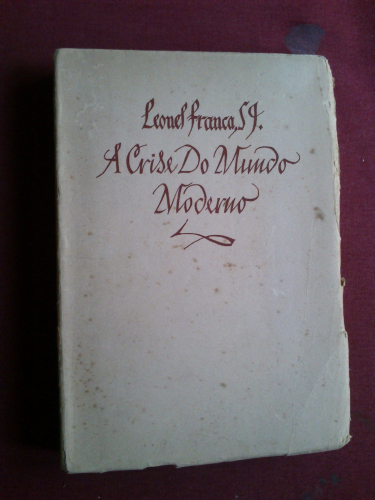 Leonel Franca, S J.
A Crise Do Mundo
Moderno